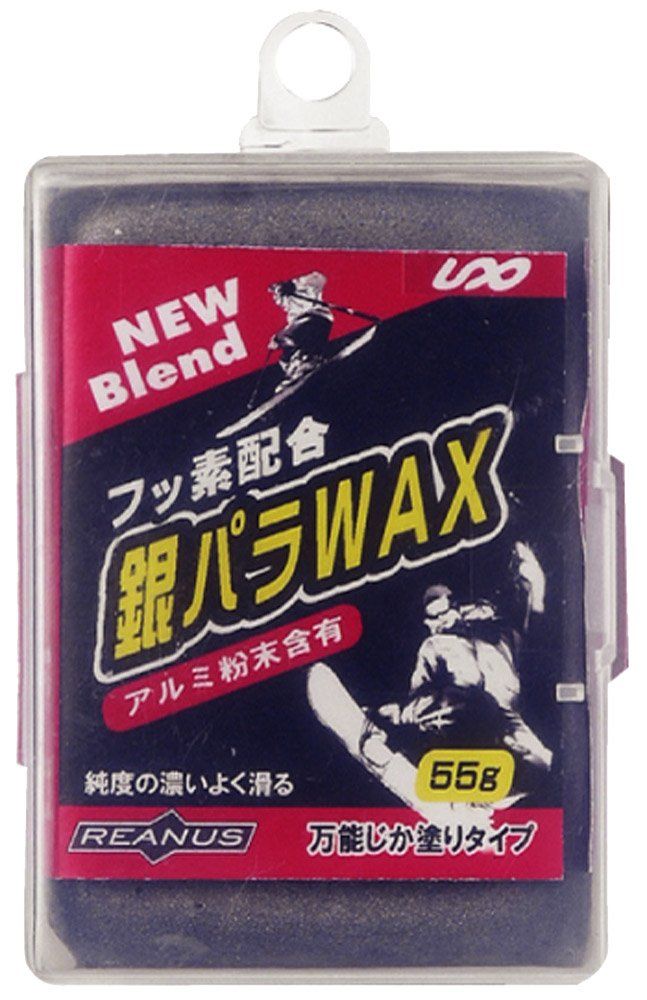 NEW
Blend
フッ素配合
銀パラWAX
アルミ粉末含有
55g
純度の濃いよく滑る
REANUS
万能じか塗りタイプ